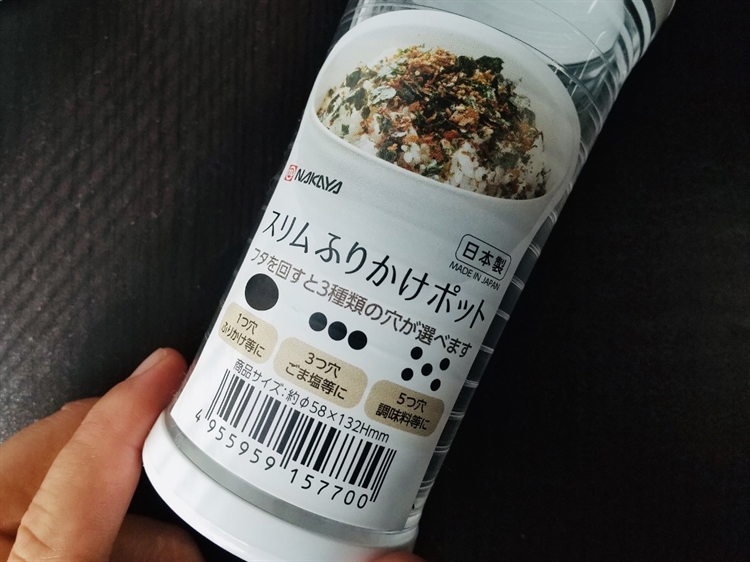 NAKAYA
スリムふりかけポット
日本製
MADE IN JAPAN
フタを回すと3種類の穴が選べます
1つ穴
ふりかけ等に
3つ穴
ごま塩等に
5つ穴
調味料等に
商品サイズ:約φ58×132Hmm
4 955959 157700